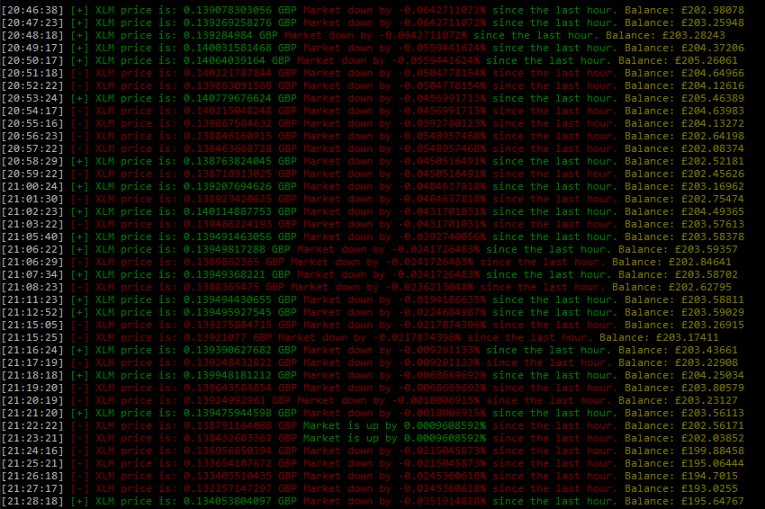 [20:46:38] [+] XLM price is: 0.139078303056 GBP Market down by -0.0642711072% since the last hour. Balance: £202.98078
[20:47:23] [+] XLM price is: 0.139269258276 GBP Market down by -0.0642711072% since the last hour. Balance: £203.25948
[20:48:18] [+] XLM price is: 0.139284984 GBP Market down by -0.0642711072% since the last hour. Balance: £203.28243
[20:49:17] [+] XLM price is: 0.140031581468 GBP Market down by -0.0559441624% since the last hour. Balance: £204.37206
[20:50:17] [+] XLM price is: 0.14064039164 GBP Market down by -0.0559441624% since the last hour. Balance: £205.26061
[20:51:18] [-] XLM price is: 0.140221787844 GBP Market down by -0.0504778154% since the last hour. Balance: £204.64966
[20:52:22] [-] XLM price is: 0.139863091568 GBP Market down by -0.0504778154% since the last hour. Balance: £204.12616
[20:53:24] [+] XLM price is: 0.140779676624 GBP Market down by -0.0456991713% since the last hour. Balance: £205.46389
[20:54:17] [-] XLM price is: 0.140215048748 GBP Market down by -0.0456991713% since the last hour. Balance: £204.63983
[20:55:16] [-] XLM price is: 0.139867584632 GBP Market down by -0.0392780123% since the last hour. Balance: £204.13272
[20:56:23] [-] XLM price is: 0.138846160915 GBP Market down by -0.0548957468% since the last hour. Balance: £202.64198
[20:57:22] [-] XLM price is: 0.138463668728 GBP Market down by -0.0548957468% since the last hour. Balance: £202.08374
[20:58:29] [+] XLM price is: 0.138763824045 GBP Market down by -0.0450516491% since the last hour. Balance: £202.52181
[20:59:22] [-] XLM price is: 0.138718913025 GBP Market down by -0.0450516491% since the last hour. Balance: £202.45626
[21:00:24] [+] XLM price is: 0.139207694626 GBP Market down by -0.0484637816% since the last hour. Balance: £203.16962
[21:01:30] [-] XLM price is: 0.138923420625 GBP Market down by -0.0484637816% since the last hour. Balance: £202.75474
[21:02:23] [+] XLM price is: 0.140114887753 GBP Market down by -0.0431701031% since the last hour. Balance: £204.49365
[21:03:22] [-] XLM price is: 0.139486224193 GBP Market down by -0.0431701031% since the last hour. Balance: £203.57613
[21:05:40] [+] XLM price is: 0.139491463056 GBP Market down by -0.0392740056% since the last hour. Balance: £203.58378
[21:06:22] [+] XLM price is: 0.13949817288 GBP Market down by -0.0241726483% since the last hour. Balance: £203.59357
[21:06:29] [-] XLM price is: 0.1389862365 GBP Market down by -0.0241726483% since the last hour. Balance: £202.84641
[21:07:34] [+] XLM price is: 0.13949368221 GBP Market down by -0.0241726483% since the last hour. Balance: £203.58702
[21:08:23] [-] XLM price is: 0.1388365475 GBP Market down by -0.0236213048% since the last hour. Balance: £202.62795
[21:11:23] [+] XLM price is: 0.139494430655 GBP Market down by -0.0194186635% since the last hour. Balance: £203.58811
[21:12:52] [+] XLM price is: 0.139495927545 GBP Market down by -0.0224684987% since the last hour. Balance: £203.59029
[21:15:05] [-] XLM price is: 0.139275884715 GBP Market down by -0.0217874396% since the last hour. Balance: £203.26915
[21:15:25] [-] XLM price is: 0.13921077 GBP Market down by -0.0217874396% since the last hour. Balance: £203.17411
[21:16:24] [+] XLM price is: 0.139390627682 GBP Market down by -0.009291133% since the last hour. Balance: £203.43661
[21:17:19] [-] XLM price is: 0.139248432822 GBP Market down by -0.009291133% since the last hour. Balance: £203.22908
[21:18:18] [+] XLM price is: 0.139948181212 GBP Market down by -0.0068669692% since the last hour. Balance: £204.25034
[21:19:20] [-] XLM price is: 0.139643584854 GBP Market down by -0.0068669692% since the last hour. Balance: £203.80579
[21:20:19] [-] XLM price is: 0.13924992961 GBP Market down by -0.0018006915% since the last hour. Balance: £203.23127
[21:21:20] [+] XLM price is: 0.139475944598 GBP Market down by -0.0018006915% since the last hour. Balance: £203.56113
[21:22:22] [-] XLM price is: 0.138791164088 GBP Market is up by 0.0009608592% since the last hour. Balance: £202.56171
[21:23:21] [-] XLM price is: 0.138432683362 GBP Market is up by 0.0009608592% since the last hour. Balance: £202.03852
[21:24:16] [-] XLM price is: 0.136956850394 GBP Market down by -0.0215045873% since the last hour. Balance: £199.88458
[21:25:21] [-] XLM price is: 0.133654187672 GBP Market down by -0.0215045873% since the last hour. Balance: £195.06444
[21:26:18] [-] XLM price is: 0.133405510435 GBP Market down by -0.0245360618% since the last hour. Balance: £194.7015
[21:27:17] [-] XLM price is: 0.132257147297 GBP Market down by -0.0245360618% since the last hour. Balance: £193.0255
[21:28:18] [+] XLM price is: 0.134053804097 GBP Market down by -0.0351914828% since the last hour. Balance: £195.64767